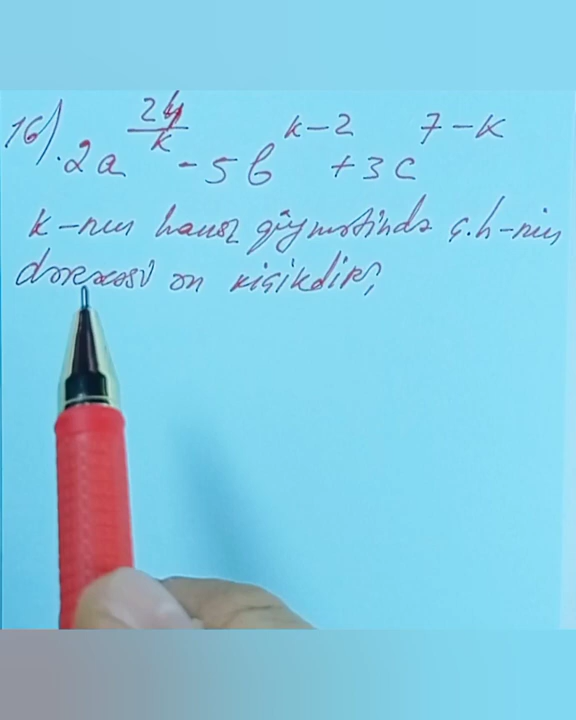 16). 2a^(24/k) - 5b^(k-2) + 3c^(7-k)
k-nın hansı qiymətində ç.h-nin
dərəcəsi ən kiçikdir?